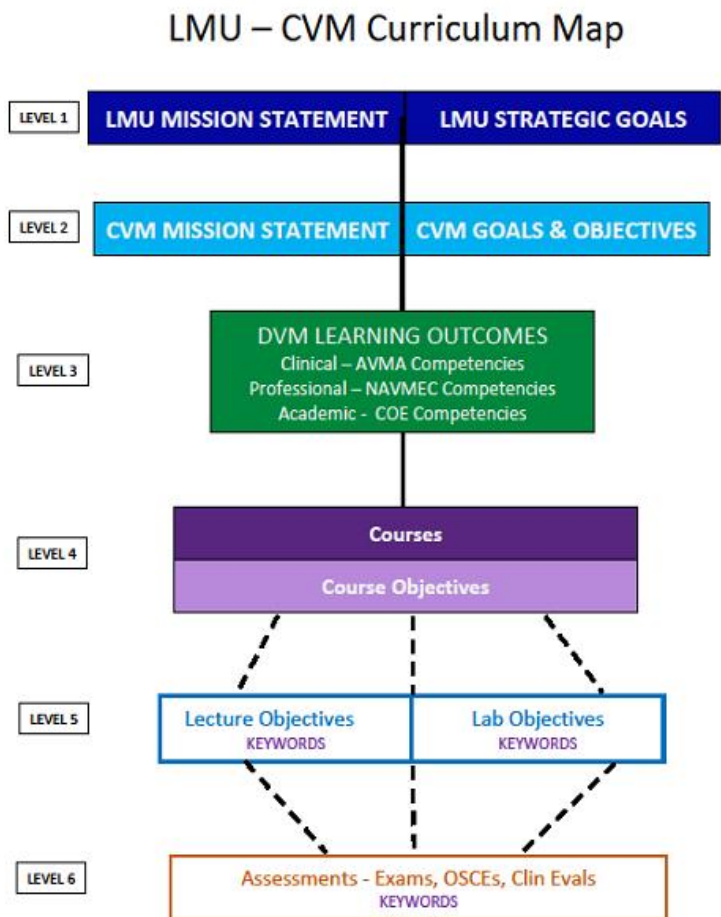 LMU – CVM Curriculum Map
LEVEL 1
LMU MISSION STATEMENT
LMU STRATEGIC GOALS
LEVEL 2
CVM MISSION STATEMENT
CVM GOALS & OBJECTIVES
LEVEL 3
DVM LEARNING OUTCOMES
Clinical – AVMA Competencies
Professional – NAVMEC Competencies
Academic - COE Competencies
LEVEL 4
Courses
Course Objectives
LEVEL 5
Lecture Objectives
KEYWORDS
Lab Objectives
KEYWORDS
LEVEL 6
Assessments - Exams, OSCEs, Clin Evals
KEYWORDS